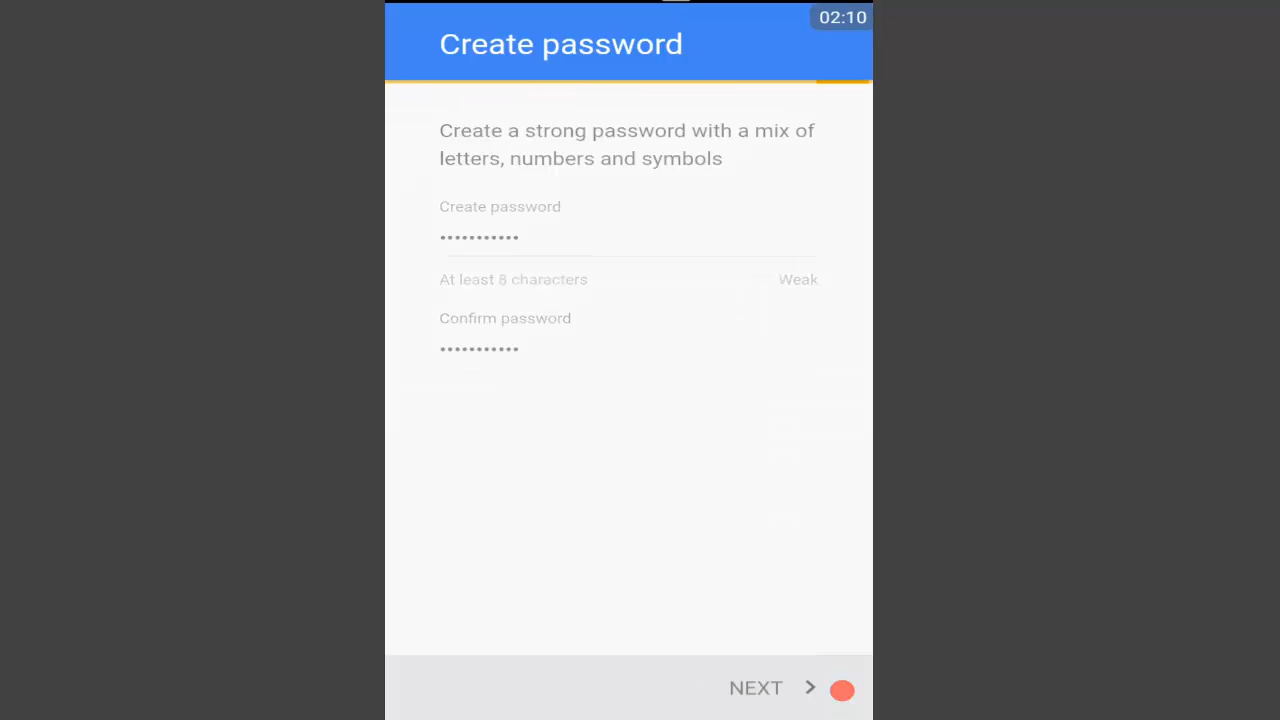 02:10
Create password
Create a strong password with a mix of
letters, numbers and symbols
Create password
•••••••••••
At least 8 characters Weak
Confirm password
•••••••••••
NEXT